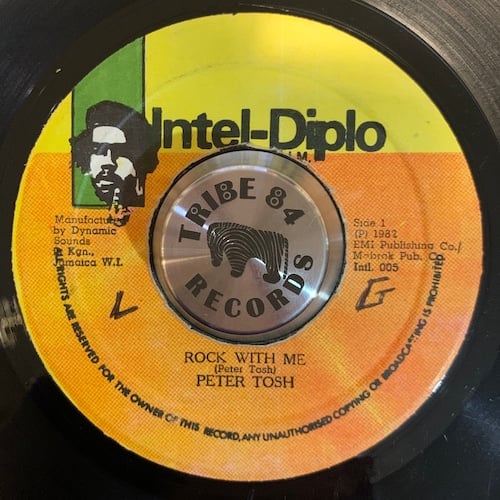 Intel-Diplo
T.M.
TRIBE 84
RECORDS
Manufactured
by Dynamic
Sounds
Kgn.,
Jamaica W.I.
Side 1
(P) 1982
EMI Publishing Co./
Mabrok Pub. Co.
Intl. 005
L
G
ROCK WITH ME
(Peter Tosh)
PETER TOSH
ALL RIGHTS ARE RESERVED FOR THE OWNER OF THIS RECORD, ANY UNAUTHORISED COPYING OR BROADCASTING IS PROHIBITED